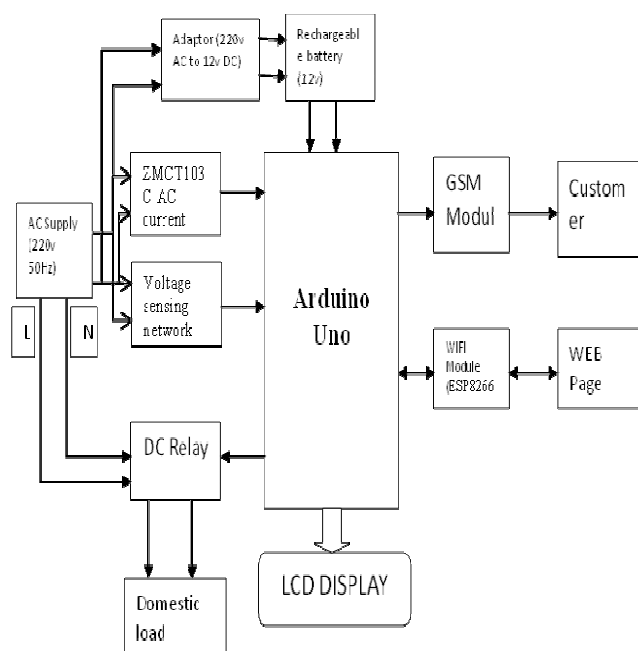 Adaptor (220v
AC to 12v DC)
Rechargeabl
e battery
(12v)
ZMCT103
C AC
current
GSM
Modul
Custom
er
AC Supply
(220v
50Hz)
Voltage
sensing
network
Arduino
Uno
L
N
WIFI
Module
(ESP8266
WEB
Page
DC Relay
LCD DISPLAY
Domestic
load